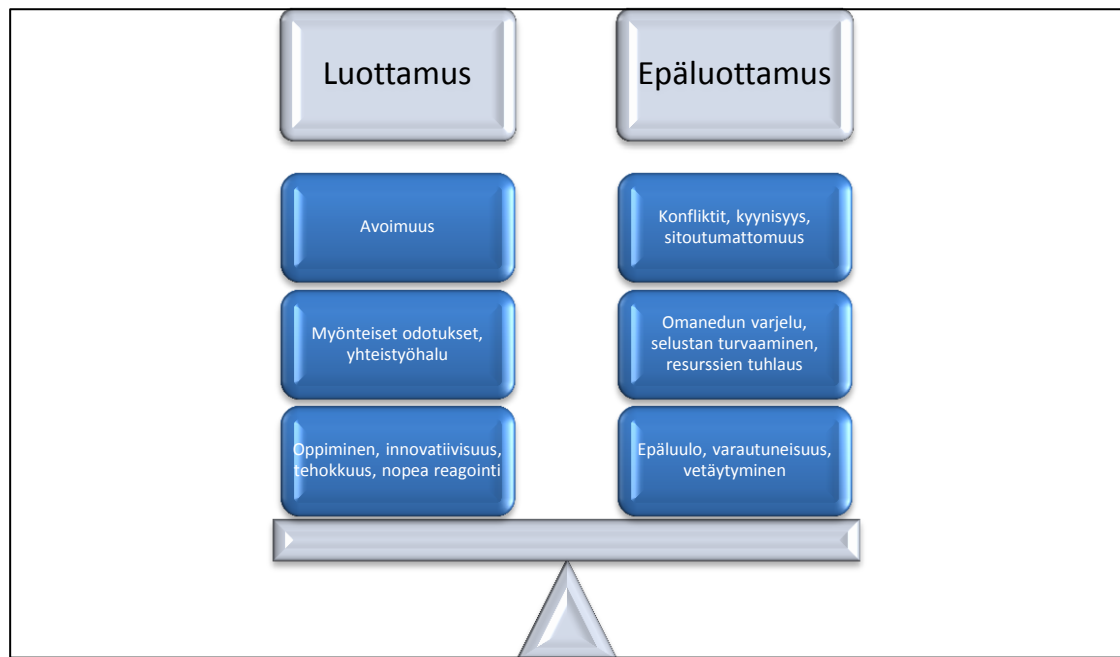 Luottamus
Epäluottamus
Avoimuus
Konfliktit, kyynisyys,
sitoutumattomuus
Myönteiset odotukset,
yhteistyöhalu
Omanedun varjelu,
selustan turvaaminen,
resurssien tuhlaus
Oppiminen, innovatiivisuus,
tehokkuus, nopea reagointi
Epäluulo, varautuneisuus,
vetäytyminen